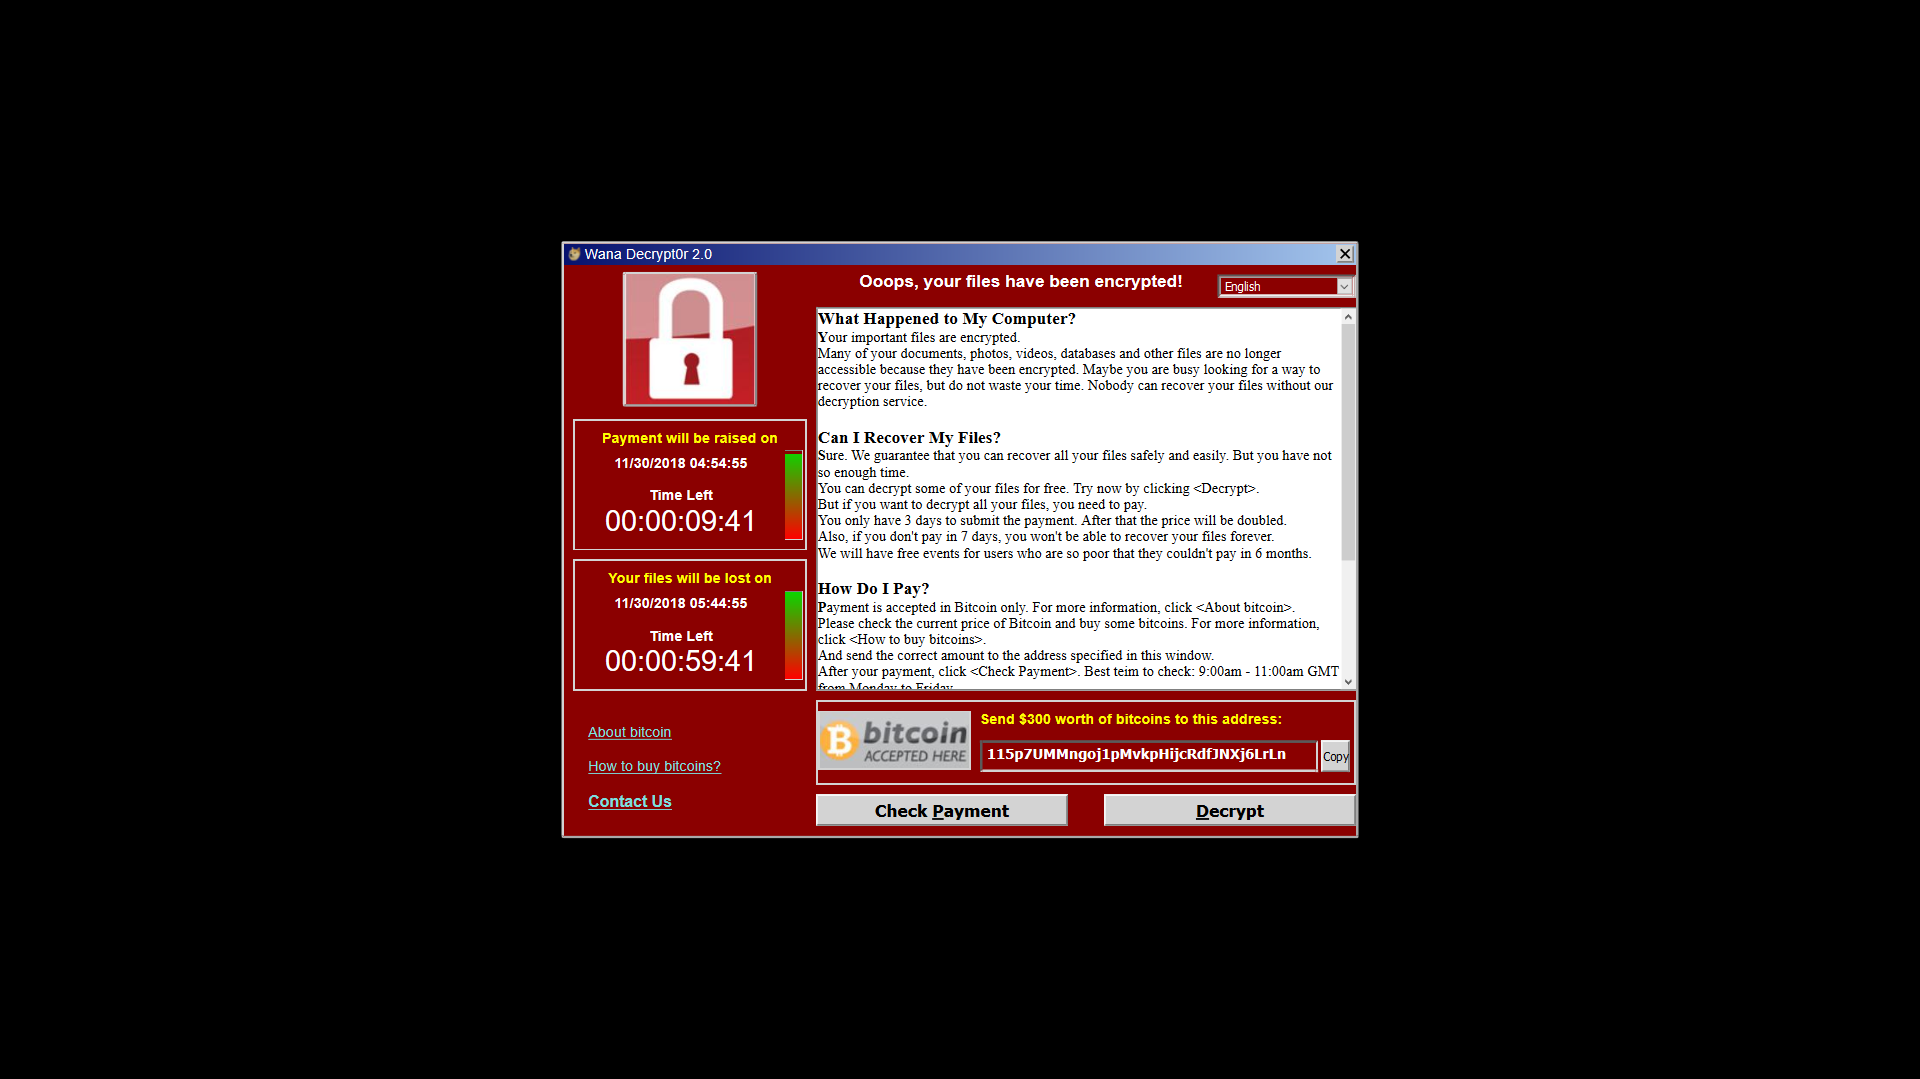 Wana Decrypt0r 2.0
Ooops, your files have been encrypted!
English
What Happened to My Computer?
Your important files are encrypted.
Many of your documents, photos, videos, databases and other files are no longer
accessible because they have been encrypted. Maybe you are busy looking for a way to
recover your files, but do not waste your time. Nobody can recover your files without our
decryption service.
Can I Recover My Files?
Sure. We guarantee that you can recover all your files safely and easily. But you have not
so enough time.
You can decrypt some of your files for free. Try now by clicking <Decrypt>.
But if you want to decrypt all your files, you need to pay.
You only have 3 days to submit the payment. After that the price will be doubled.
Also, if you don't pay in 7 days, you won't be able to recover your files forever.
We will have free events for users who are so poor that they couldn't pay in 6 months.
How Do I Pay?
Payment is accepted in Bitcoin only. For more information, click <About bitcoin>.
Please check the current price of Bitcoin and buy some bitcoins. For more information,
click <How to buy bitcoins>.
And send the correct amount to the address specified in this window.
After your payment, click <Check Payment>. Best teim to check: 9:00am - 11:00am GMT
from Monday to Friday.
Payment will be raised on
11/30/2018 04:54:55
Time Left
00:00:09:41
Your files will be lost on
11/30/2018 05:44:55
Time Left
00:00:59:41
About bitcoin
How to buy bitcoins?
Contact Us
bitcoin
ACCEPTED HERE
Send $300 worth of bitcoins to this address:
115p7UMMngoj1pMvkpHijcRdfJNXj6LrLn
Copy
Check Payment
Decrypt